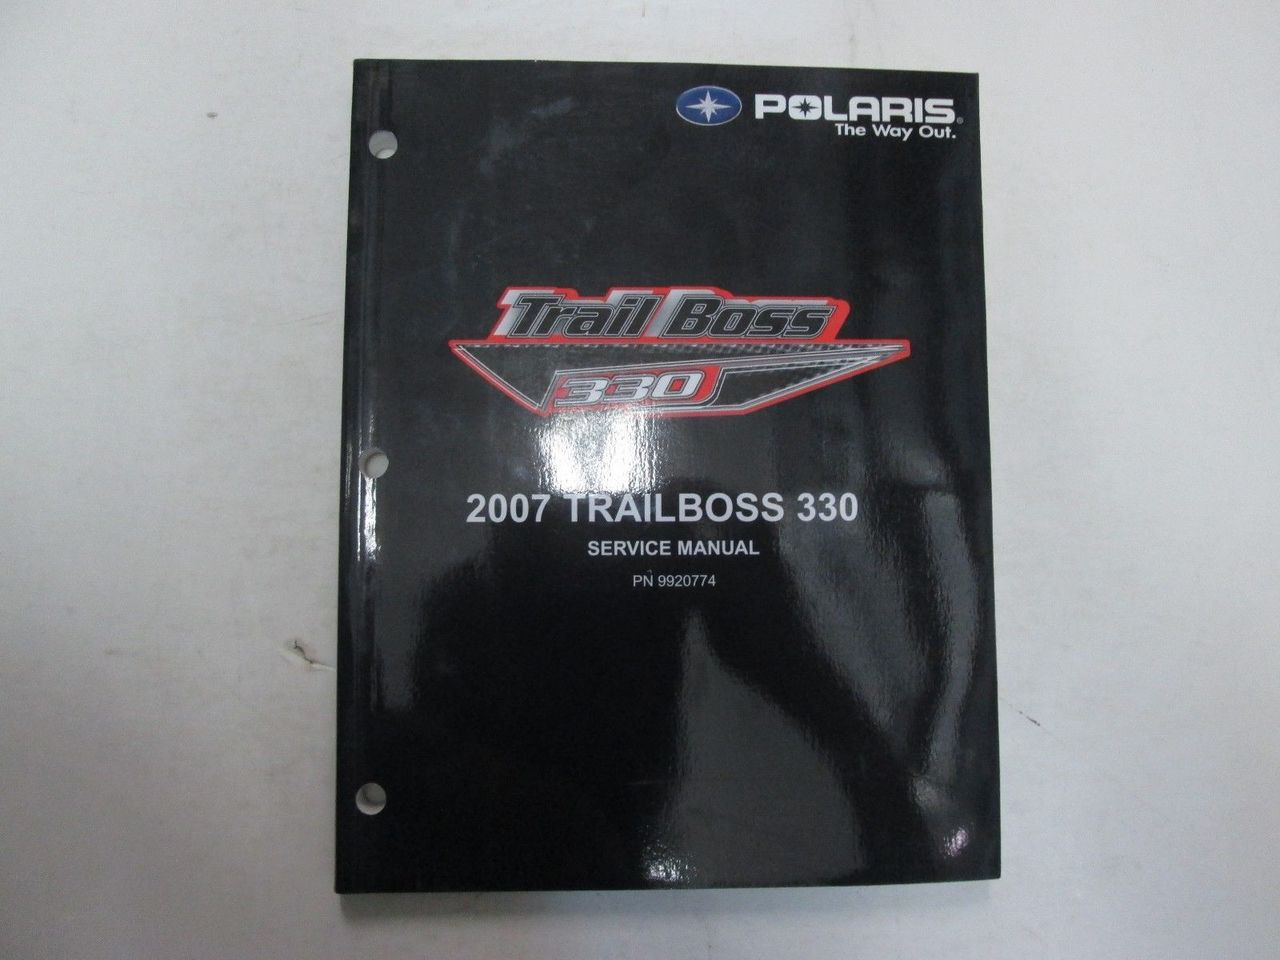 POLARIS®
The Way Out.
Trail Boss
330
2007 TRAILBOSS 330
SERVICE MANUAL
PN 9920774